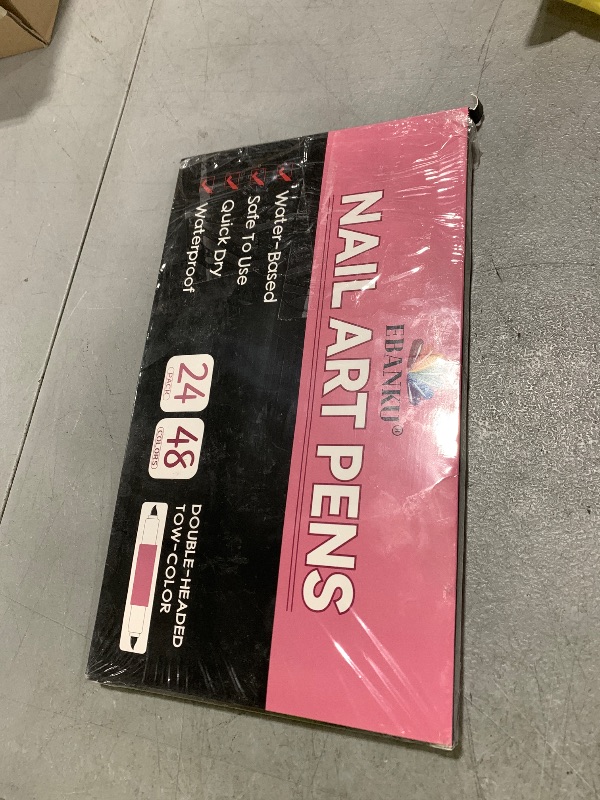 EBANKU®
NAIL ART PENS
Water-Based
Safe To Use
Quick Dry
Waterproof
24
PACK
48
COLORS
DOUBLE-HEADED
TOW-COLOR